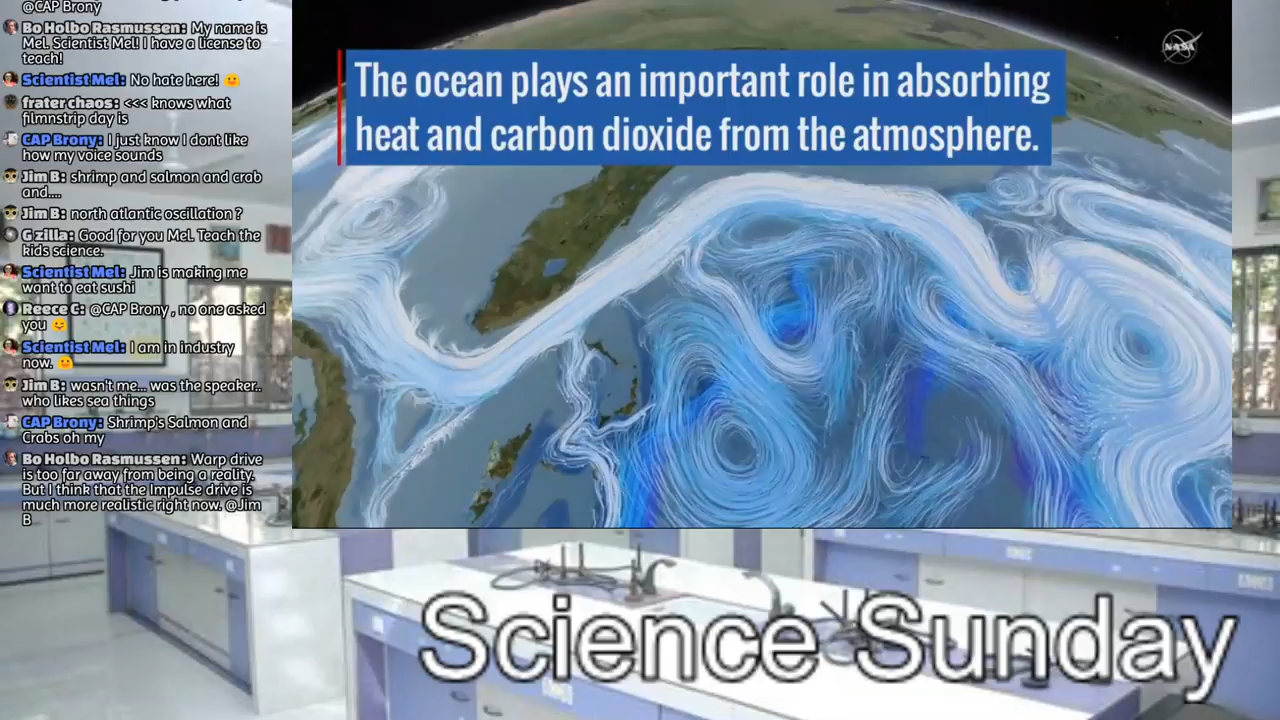 @CAP Brony
Bo Holbo Rasmussen: My name is
Mel. Scientist Mel! I have a license to
teach!
Scientist Mel: No hate here! 🙂
frater chaos: <<< knows what
filmnstrip day is
CAP Brony: I just know I dont like
how my voice sounds
Jim B: shrimp and salmon and crab
and....
Jim B: north atlantic oscillation ?
G zilla: Good for you Mel. Teach the
kids science.
Scientist Mel: Jim is making me
want to eat sushi
Reece C: @CAP Brony , no one asked
you 😉
Scientist Mel: I am in industry
now. 🙂
Jim B: wasn't me... was the speaker..
who likes sea things
CAP Brony: Shrimp's Salmon and
Crabs oh my
Bo Holbo Rasmussen: Warp drive
is too far away from being a reality.
But I think that the Impulse drive is
much more realistic right now. @Jim
B
The ocean plays an important role in absorbing
heat and carbon dioxide from the atmosphere.
NASA
Science Sunday